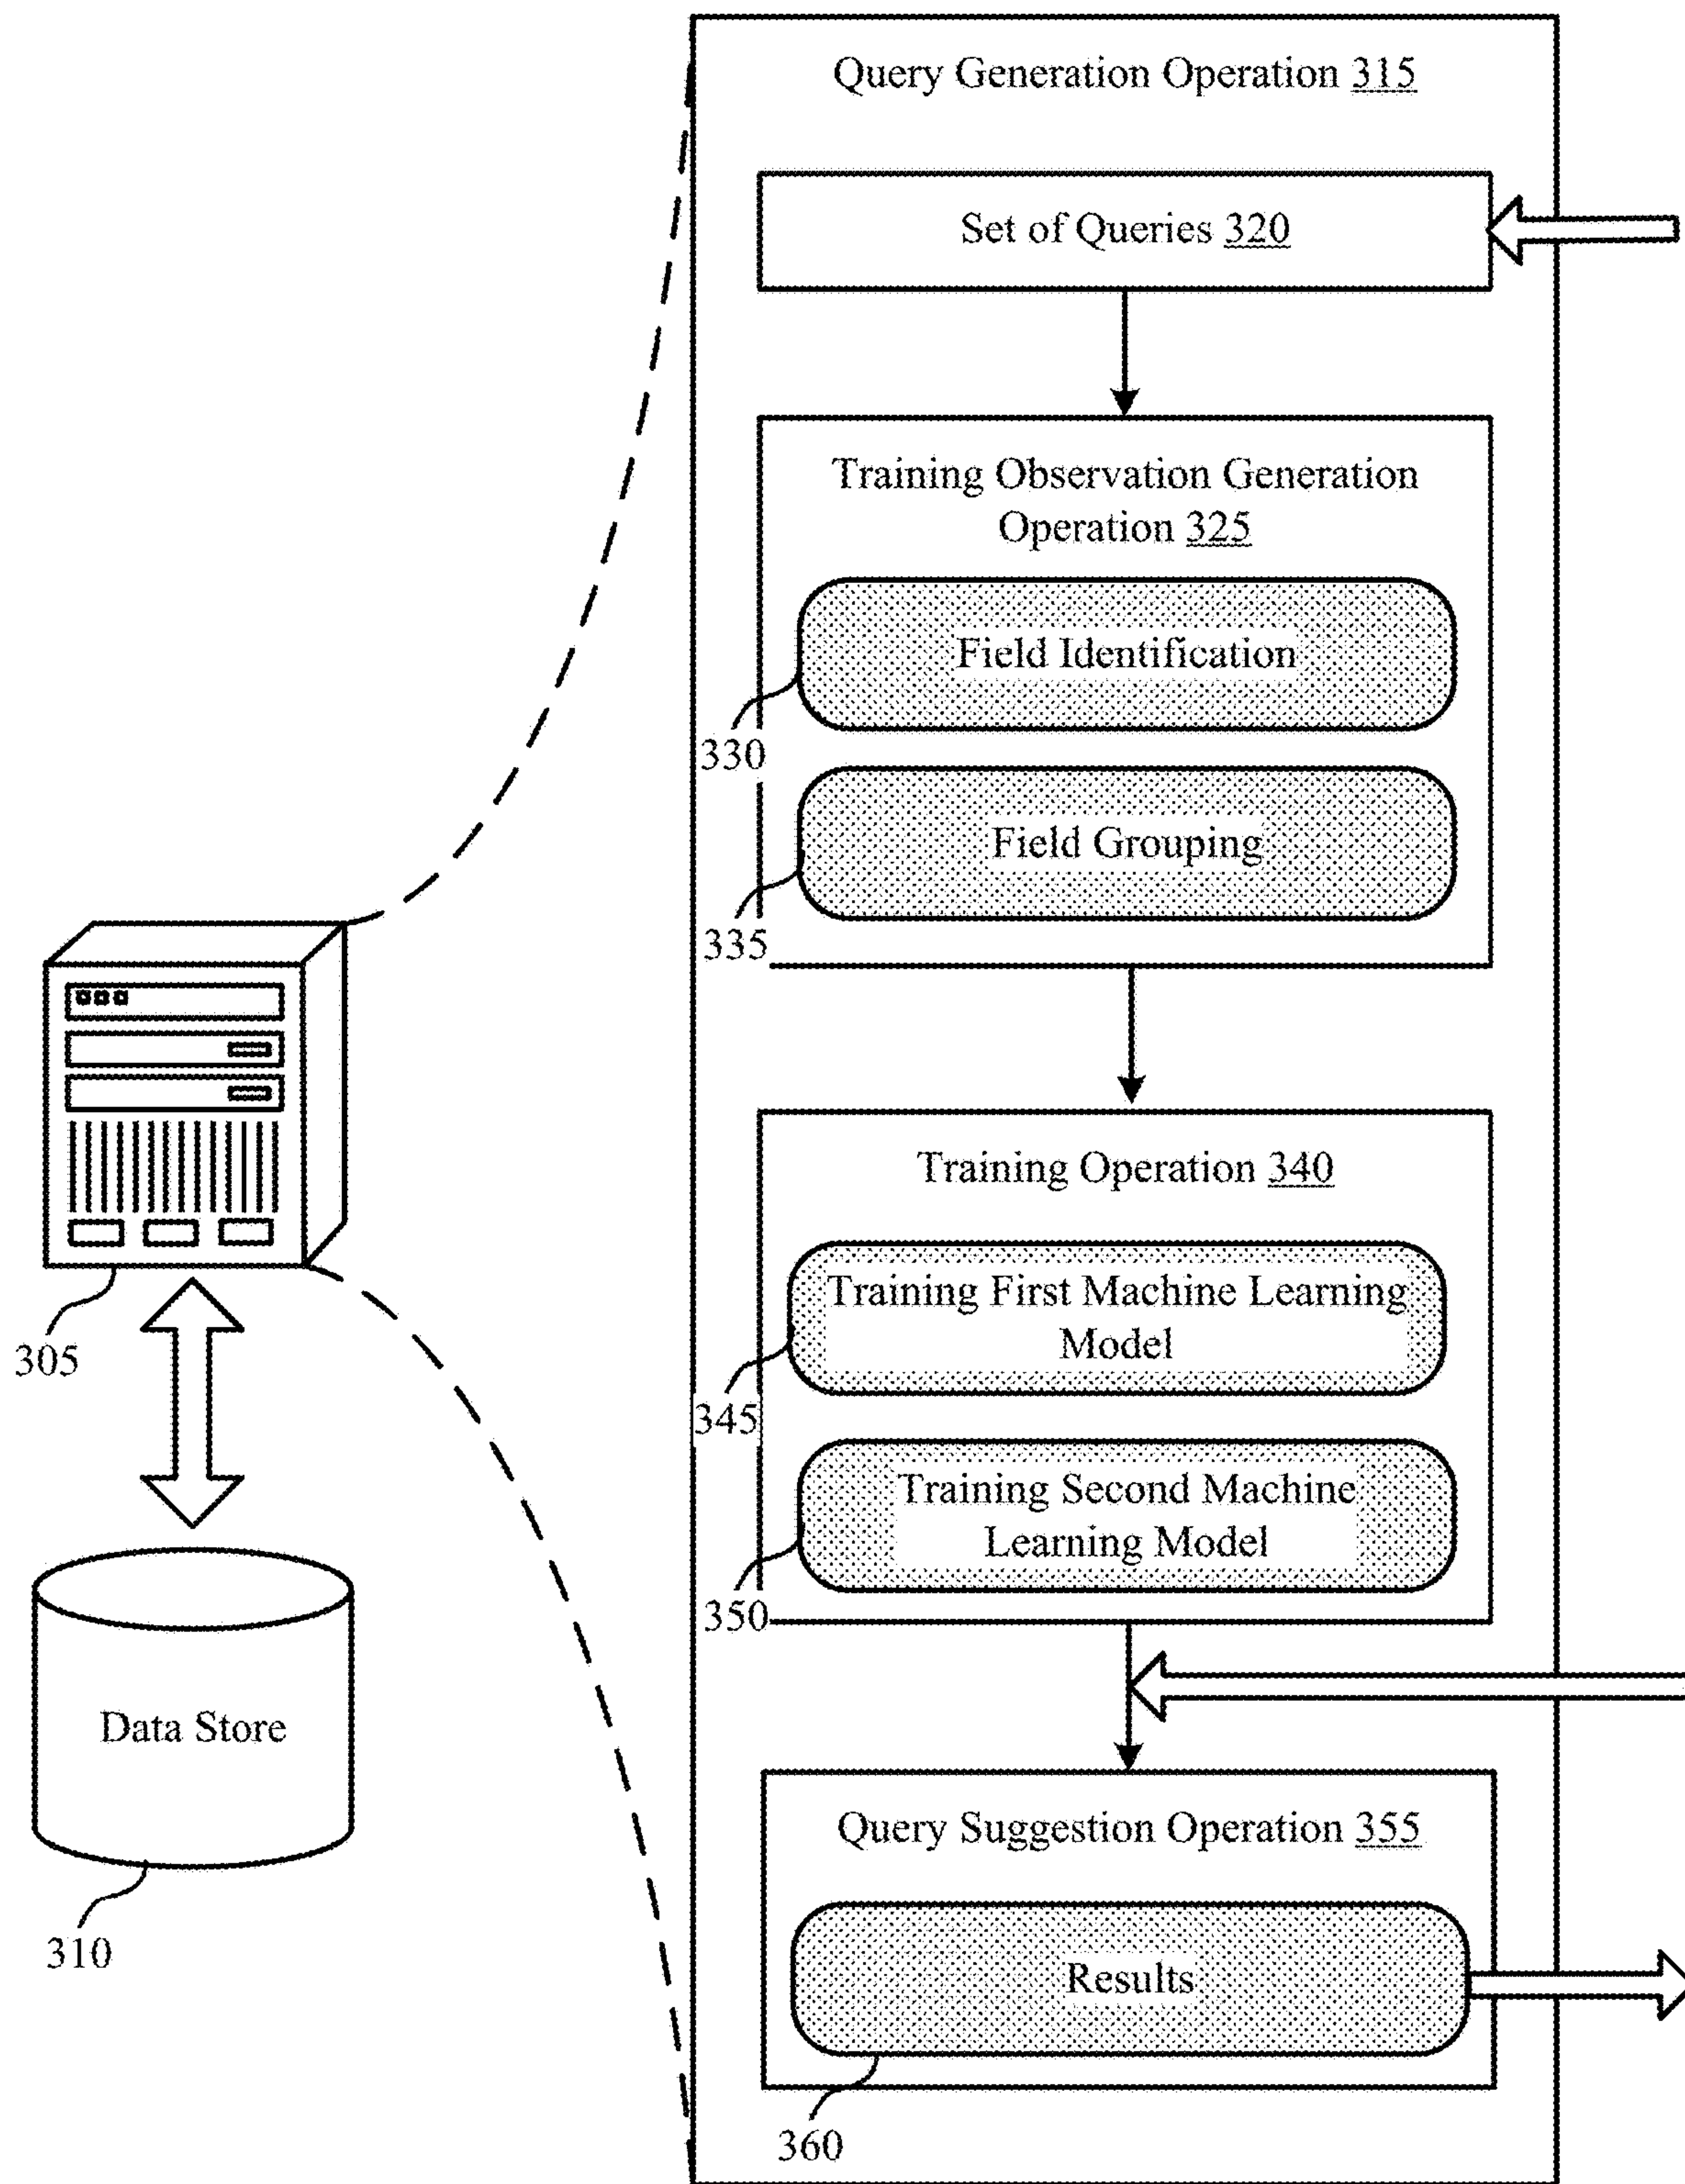 Query Generation Operation 315
Set of Queries 320
Training Observation Generation
Operation 325
Field Identification
330
Field Grouping
335
Training Operation 340
Training First Machine Learning
Model
345
Training Second Machine
Learning Model
350
Query Suggestion Operation 355
Results
360
305
Data Store
310